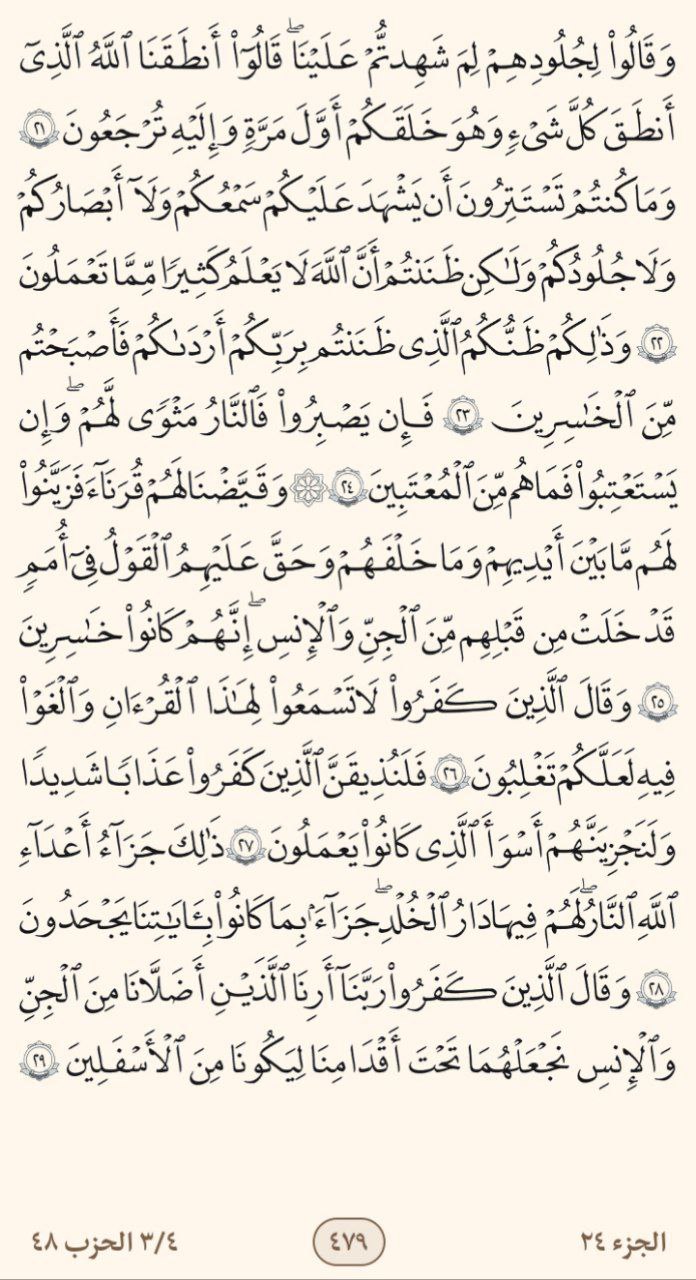 وَقَالُوا۟ لِجُلُودِهِمْ لِمَ شَهِدتُّمْ عَلَيْنَا ۖ قَالُوٓا۟ أَنطَقَنَا ٱللَّهُ ٱلَّذِىٓ
أَنطَقَ كُلَّ شَىْءٍ وَهُوَ خَلَقَكُمْ أَوَّلَ مَرَّةٍ وَإِلَيْهِ تُرْجَعُونَ ٢١
وَمَا كُنتُمْ تَسْتَتِرُونَ أَن يَشْهَدَ عَلَيْكُمْ سَمْعُكُمْ وَلَآ أَبْصَٰرُكُمْ
وَلَا جُلُودُكُمْ وَلَٰكِن ظَنَنتُمْ أَنَّ ٱللَّهَ لَا يَعْلَمُ كَثِيرًا مِّمَّا تَعْمَلُونَ
٢٢ وَذَٰلِكُمْ ظَنُّكُمُ ٱلَّذِى ظَنَنتُم بِرَبِّكُمْ أَرْدَىٰكُمْ فَأَصْبَحْتُم
مِّنَ ٱلْخَٰسِرِينَ ٢٣ فَإِن يَصْبِرُوا۟ فَٱلنَّارُ مَثْوًى لَّهُمْ ۖ وَإِن
يَسْتَعْتِبُوا۟ فَمَا هُم مِّنَ ٱلْمُعْتَبِينَ ٢٤ ۞ وَقَيَّضْنَا لَهُمْ قُرَنَآءَ فَزَيَّنُوا۟
لَهُم مَّا بَيْنَ أَيْدِيهِمْ وَمَا خَلْفَهُمْ وَحَقَّ عَلَيْهِمُ ٱلْقَوْلُ فِىٓ أُمَمٍ
قَدْ خَلَتْ مِن قَبْلِهِم مِّنَ ٱلْجِنِّ وَٱلْإِنسِ ۖ إِنَّهُمْ كَانُوا۟ خَٰسِرِينَ
٢٥ وَقَالَ ٱلَّذِينَ كَفَرُوا۟ لَا تَسْمَعُوا۟ لِهَٰذَا ٱلْقُرْءَانِ وَٱلْغَوْا۟
فِيهِ لَعَلَّكُمْ تَغْلِبُونَ ٢٦ فَلَنُذِيقَنَّ ٱلَّذِينَ كَفَرُوا۟ عَذَابًا شَدِيدًا
وَلَنَجْزِيَنَّهُمْ أَسْوَأَ ٱلَّذِى كَانُوا۟ يَعْمَلُونَ ٢٧ ذَٰلِكَ جَزَآءُ أَعْدَآءِ
ٱللَّهِ ٱلنَّارُ ۖ لَهُمْ فِيهَا دَارُ ٱلْخُلْدِ ۖ جَزَآءًۢ بِمَا كَانُوا۟ بِـَٔايَٰتِنَا يَجْحَدُونَ
٢٨ وَقَالَ ٱلَّذِينَ كَفَرُوا۟ رَبَّنَآ أَرِنَا ٱلَّذَيْنِ أَضَلَّانَا مِنَ ٱلْجِنِّ
وَٱلْإِنسِ نَجْعَلْهُمَا تَحْتَ أَقْدَامِنَا لِيَكُونَا مِنَ ٱلْأَسْفَلِينَ ٢٩
الجزء ٢٤
٤٧٩
٣/٤ الحزب ٤٨